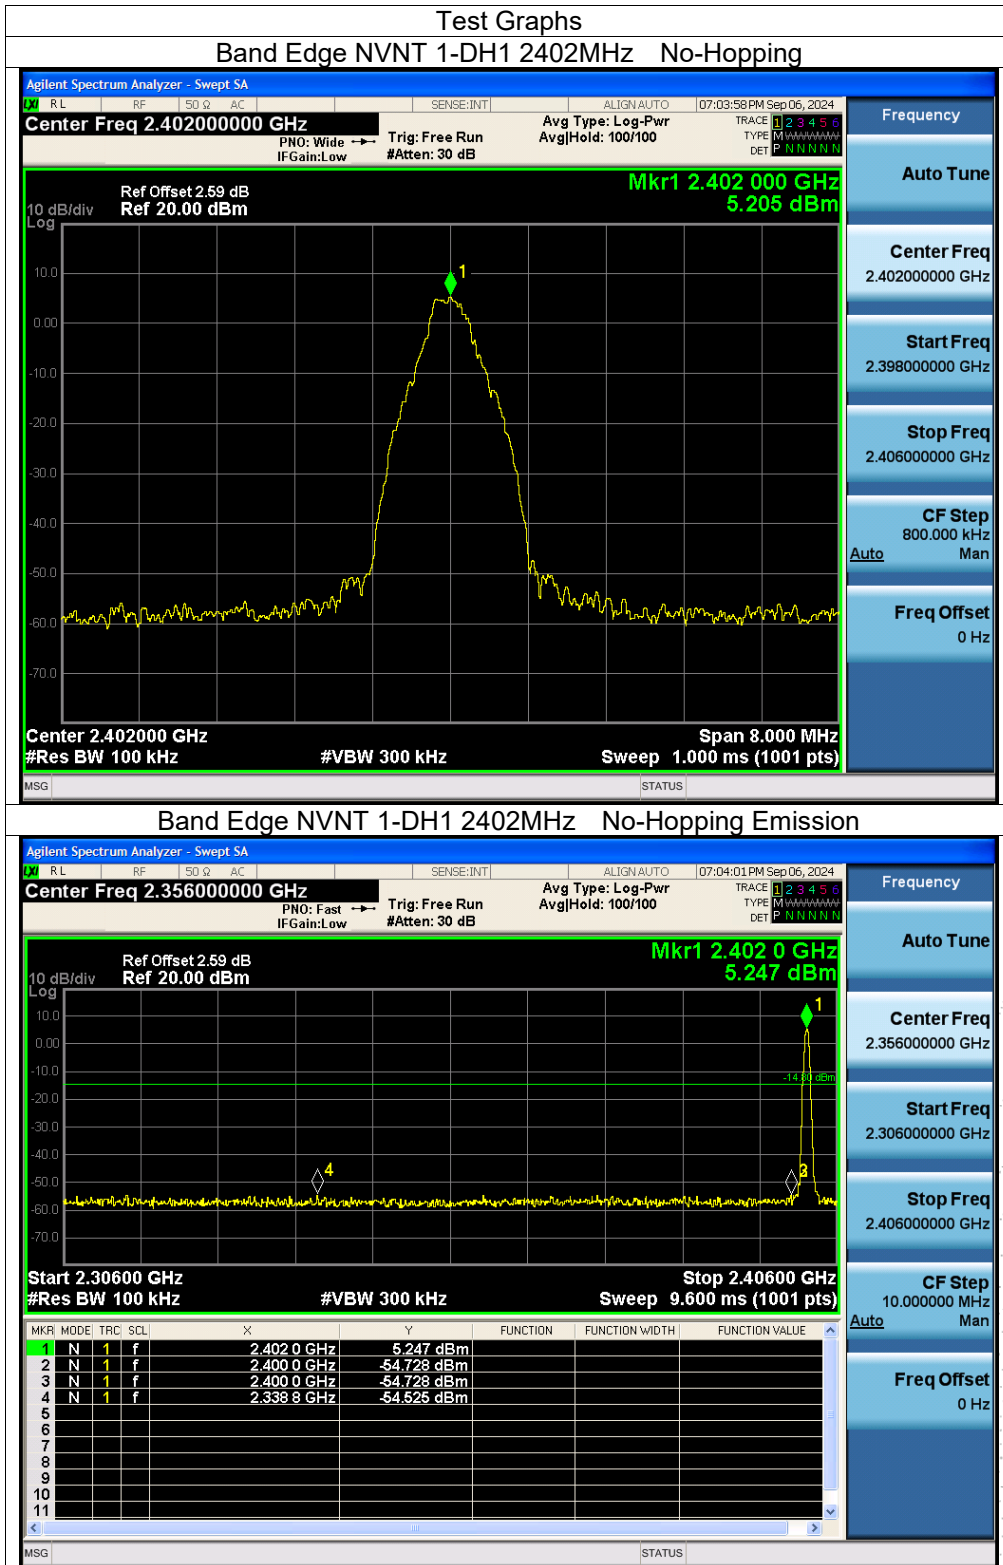 Test Graphs
Band Edge NVNT 1-DH1 2402MHz    No-Hopping
Agilent Spectrum Analyzer - Swept SA
LXI RL RF 50 Ω AC SENSE:INT ALIGN AUTO 07:03:58 PM Sep 06, 2024
Center Freq 2.402000000 GHz
PNO: Wide
IFGain:Low
Trig: Free Run
#Atten: 30 dB
Avg Type: Log-Pwr
Avg|Hold: 100/100
TRACE 1 2 3 4 5 6
TYPE M
DET P N N N N N
Mkr1 2.402 000 GHz
5.205 dBm
Ref Offset 2.59 dB
10 dB/div Ref 20.00 dBm
Log
10.0
0.00
-10.0
-20.0
-30.0
-40.0
-50.0
-60.0
-70.0
1
Center 2.402000 GHz Span 8.000 MHz
#Res BW 100 kHz #VBW 300 kHz Sweep 1.000 ms (1001 pts)
MSG STATUS
Frequency
Auto Tune
Center Freq
2.402000000 GHz
Start Freq
2.398000000 GHz
Stop Freq
2.406000000 GHz
CF Step
800.000 kHz
Auto Man
Freq Offset
0 Hz
Band Edge NVNT 1-DH1 2402MHz    No-Hopping Emission
Agilent Spectrum Analyzer - Swept SA
LXI RL RF 50 Ω AC SENSE:INT ALIGN AUTO 07:04:01 PM Sep 06, 2024
Center Freq 2.356000000 GHz
PNO: Fast
IFGain:Low
Trig: Free Run
#Atten: 30 dB
Avg Type: Log-Pwr
Avg|Hold: 100/100
TRACE 1 2 3 4 5 6
TYPE M
DET P N N N N N
Mkr1 2.402 0 GHz
5.247 dBm
Ref Offset 2.59 dB
10 dB/div Ref 20.00 dBm
Log
10.0
0.00
-10.0
-20.0
-30.0
-40.0
-50.0
-60.0
-70.0
1
-14.80 dBm
4
3
Start 2.30600 GHz Stop 2.40600 GHz
#Res BW 100 kHz #VBW 300 kHz Sweep 9.600 ms (1001 pts)
MKR MODE TRC SCL X Y FUNCTION FUNCTION WIDTH FUNCTION VALUE
1 N 1 f 2.402 0 GHz 5.247 dBm
2 N 1 f 2.400 0 GHz -54.728 dBm
3 N 1 f 2.400 0 GHz -54.728 dBm
4 N 1 f 2.338 8 GHz -54.525 dBm
5
6
7
8
9
10
11
MSG STATUS
Frequency
Auto Tune
Center Freq
2.356000000 GHz
Start Freq
2.306000000 GHz
Stop Freq
2.406000000 GHz
CF Step
10.000000 MHz
Auto Man
Freq Offset
0 Hz